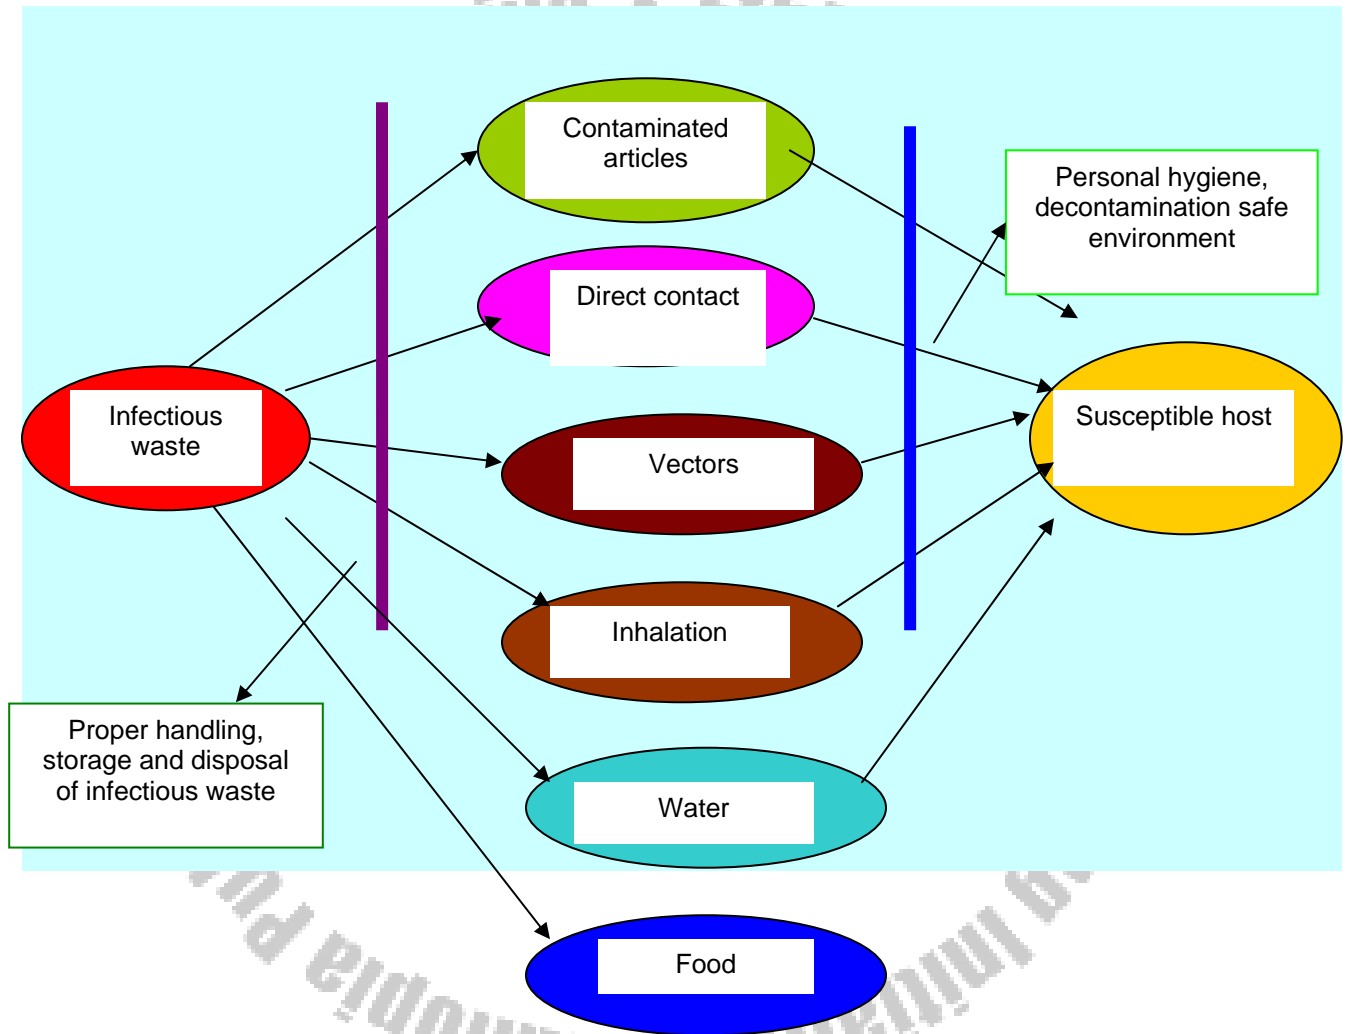 Contaminated
articles
Personal hygiene,
decontamination safe
environment
Direct contact
Infectious
waste
Susceptible host
Vectors
Inhalation
Proper handling,
storage and disposal
of infectious waste
Water
Food